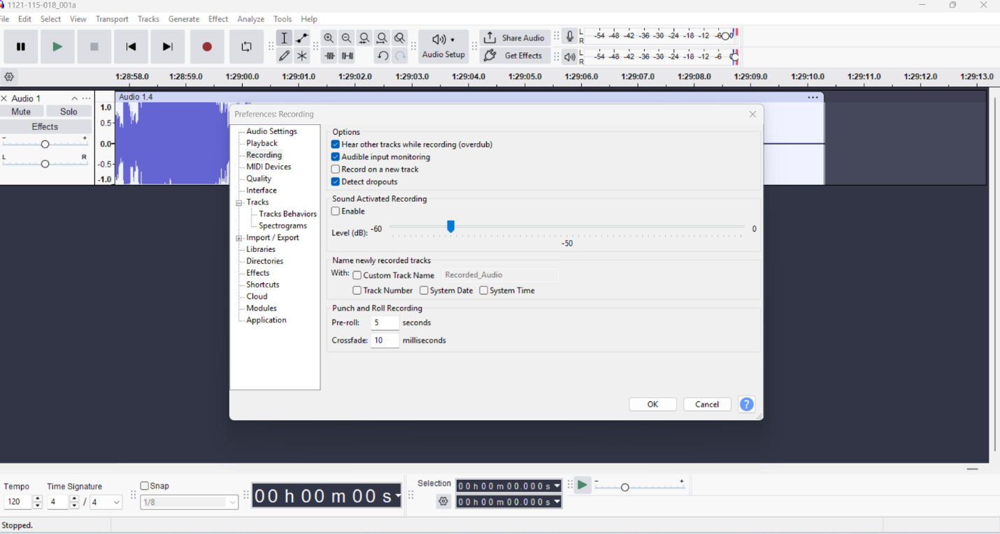 1121-115-018_001a
File Edit Select View Transport Tracks Generate Effect Analyze Tools Help
Audio Setup
Share Audio
Get Effects
L
R
-54 -48 -42 -36 -30 -24 -18 -12 -6 0
L
R
-54 -48 -42 -36 -30 -24 -18 -12 -6 0
1:28:58.0 1:28:59.0 1:29:00.0 1:29:01.0 1:29:02.0 1:29:03.0 1:29:04.0 1:29:05.0 1:29:06.0 1:29:07.0 1:29:08.0 1:29:09.0 1:29:10.0 1:29:11.0 1:29:12.0 1:29:13.0
Audio 1
Mute Solo
Effects
- +
L R
1.0
0.5
0.0
-0.5
-1.0
Audio 1.4
Preferences: Recording
Audio Settings
Playback
Recording
MIDI Devices
Quality
Interface
Tracks
Tracks Behaviors
Spectrograms
Import / Export
Libraries
Directories
Effects
Shortcuts
Cloud
Modules
Application
Options
Hear other tracks while recording (overdub)
Audible input monitoring
Record on a new track
Detect dropouts
Sound Activated Recording
Enable
Level (dB): -60 0
-50
Name newly recorded tracks
With: Custom Track Name Recorded_Audio
Track Number System Date System Time
Punch and Roll Recording
Pre-roll: 5 seconds
Crossfade: 10 milliseconds
OK Cancel ?
Tempo
120
Time Signature
4 / 4
Snap
1/8
00 h 00 m 00 s
Selection
00 h 00 m 00.000 s
00 h 00 m 00.000 s
- +
Stopped.